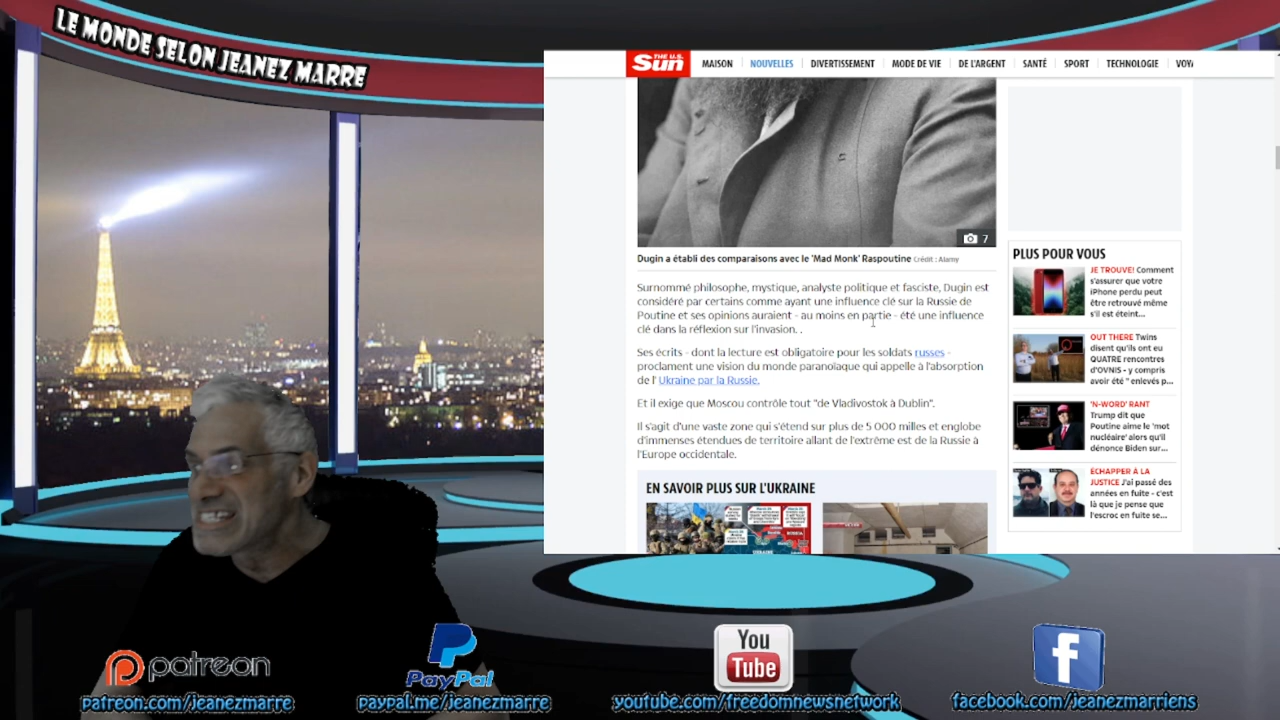 LE MONDE SELON JEANEZ MARRE
THE U.S. Sun
MAISON NOUVELLES DIVERTISSEMENT MODE DE VIE DE L'ARGENT SANTÉ SPORT TECHNOLOGIE VOY
7
Dugin a établi des comparaisons avec le 'Mad Monk' Raspoutine Crédit : Alamy
Surnommé philosophe, mystique, analyste politique et fasciste, Dugin est
considéré par certains comme ayant une influence clé sur la Russie de
Poutine et ses opinions auraient - au moins en partie - été une influence
clé dans la réflexion sur l'invasion. .
Ses écrits - dont la lecture est obligatoire pour les soldats russes -
proclament une vision du monde paranoïaque qui appelle à l'absorption
de l' Ukraine par la Russie.
Et il exige que Moscou contrôle tout "de Vladivostok à Dublin".
Il s'agit d'une vaste zone qui s'étend sur plus de 5 000 milles et englobe
d'immenses étendues de territoire allant de l'extrême est de la Russie à
l'Europe occidentale.
EN SAVOIR PLUS SUR L'UKRAINE
PLUS POUR VOUS
JE TROUVE! Comment
s'assurer que votre
iPhone perdu peut
être retrouvé même
s'il est éteint...
OUT THERE Twins
disent qu'ils ont eu
QUATRE rencontres
d'OVNIS - y compris
avoir été " enlevés p...
'N-WORD' RANT
Trump dit que
Poutine aime le 'mot
nucléaire' alors qu'il
dénonce Biden sur...
ÉCHAPPER À LA
JUSTICE J'ai passé des
années en fuite - c'est
là que je pense que
l'escroc en fuite se...
patreon
patreon.com/jeanezmarre
PayPal
paypal.me/jeanezmarre
You
Tube
youtube.com/freedomnewsnetwork
f
facebook.com/jeanezmarriens